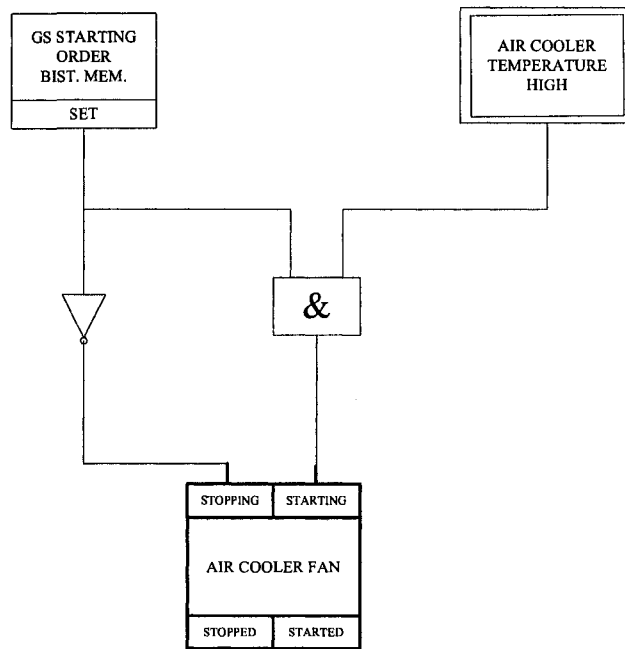 GS STARTING
ORDER
BIST. MEM.
SET
AIR COOLER
TEMPERATURE
HIGH
&
STOPPING
STARTING
AIR COOLER FAN
STOPPED
STARTED